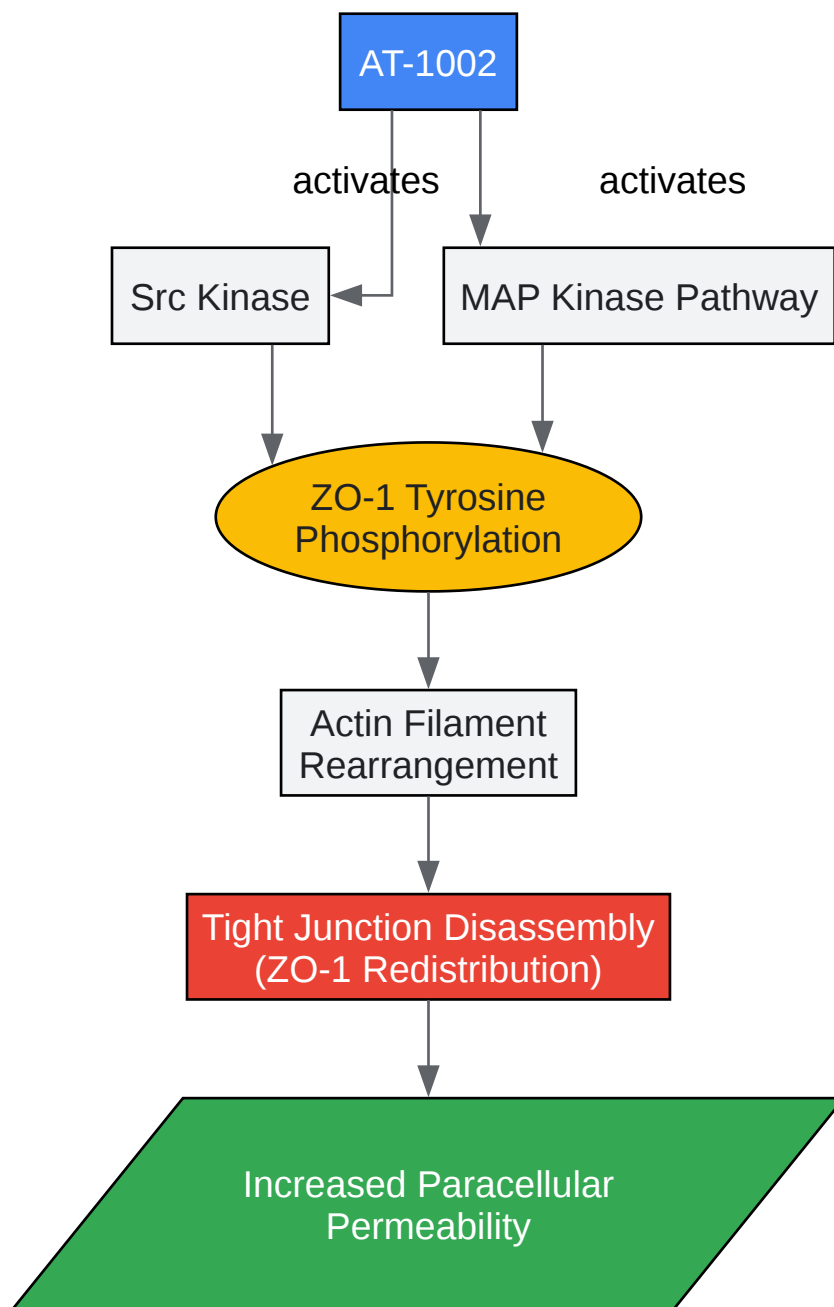 AT-1002
activates
activates
Src Kinase
MAP Kinase Pathway
ZO-1 Tyrosine
Phosphorylation
Actin Filament
Rearrangement
Tight Junction Disassembly
(ZO-1 Redistribution)
Increased Paracellular
Permeability